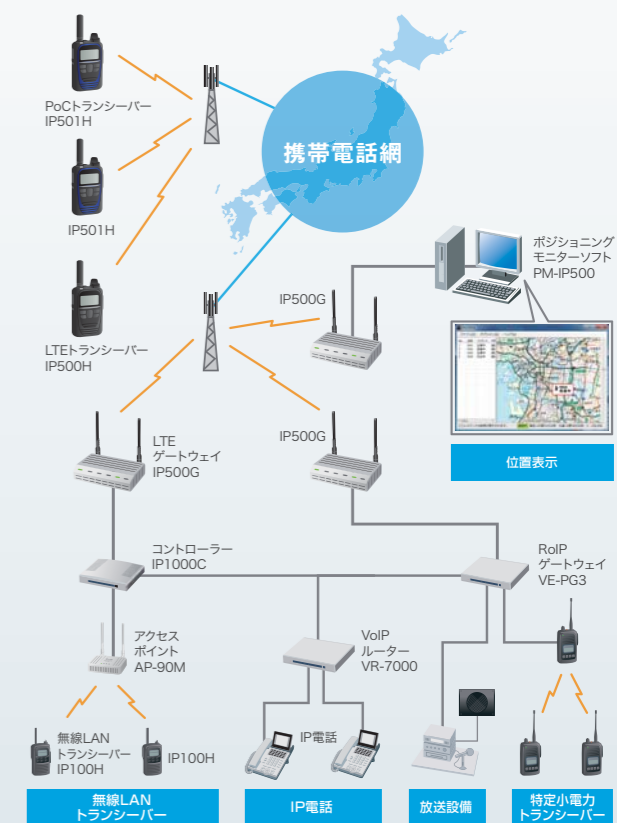 PoCトランシーバー
IP501H
携帯電話網
IP501H
ポジショニング
モニターソフト
PM-IP500
IP500G
LTEトランシーバー
IP500H
位置表示
LTE
ゲートウェイ
IP500G
IP500G
コントローラー
IP1000C
RoIP
ゲートウェイ
VE-PG3
アクセス
ポイント
AP-90M
VoIP
ルーター
VR-7000
無線LAN
トランシーバー
IP100H
IP100H
IP電話
無線LAN
トランシーバー
IP電話
放送設備
特定小電力
トランシーバー